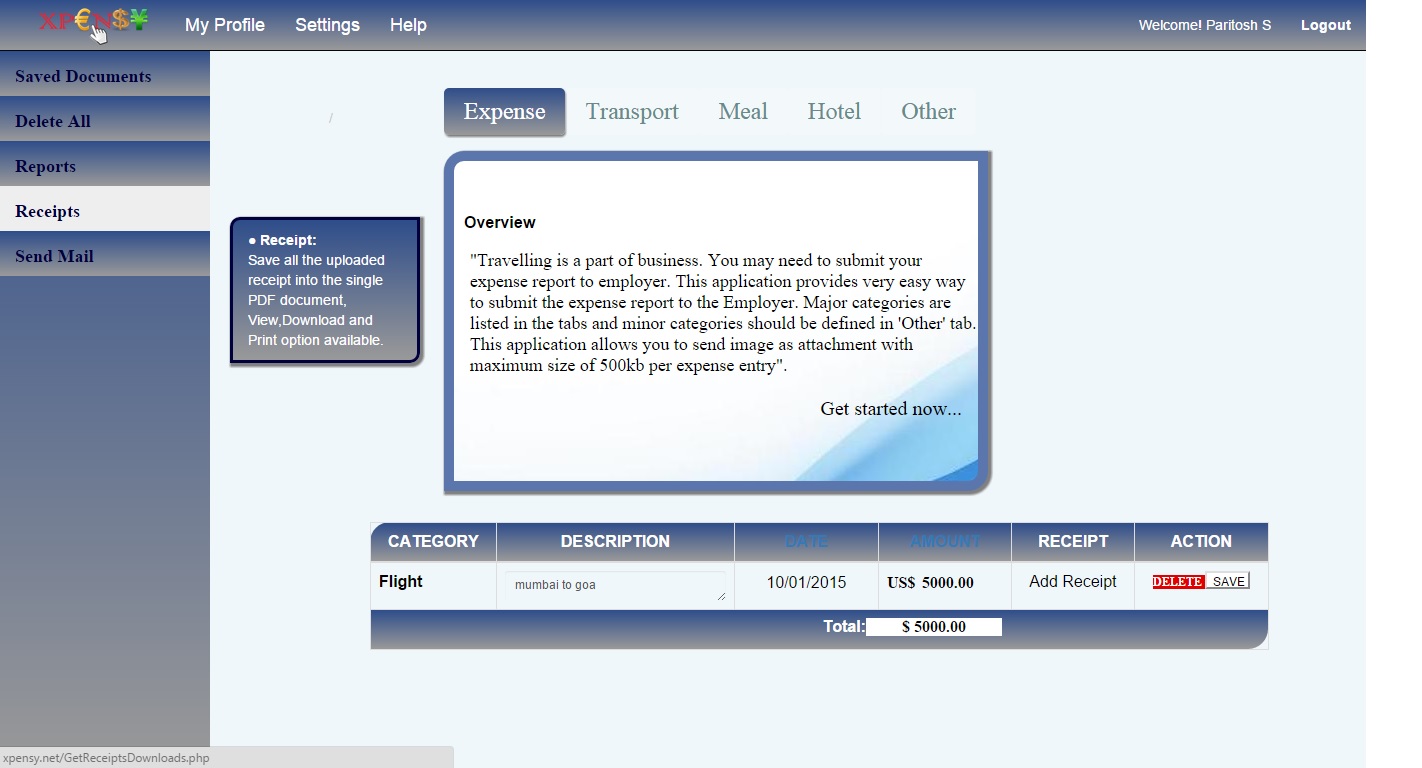 XP€N$¥
My Profile Settings Help
Welcome! Paritosh S Logout
Saved Documents
Delete All
Reports
Receipts
Send Mail
/
Expense Transport Meal Hotel Other
● Receipt:
Save all the uploaded
receipt into the single
PDF document,
View,Download and
Print option available.
Overview
"Travelling is a part of business. You may need to submit your
expense report to employer. This application provides very easy way
to submit the expense report to the Employer. Major categories are
listed in the tabs and minor categories should be defined in 'Other' tab.
This application allows you to send image as attachment with
maximum size of 500kb per expense entry".
Get started now...
CATEGORY DESCRIPTION DATE AMOUNT RECEIPT ACTION
Flight mumbai to goa 10/01/2015 US$ 5000.00 Add Receipt DELETE SAVE
Total: $ 5000.00
xpensy.net/GetReceiptsDownloads.php